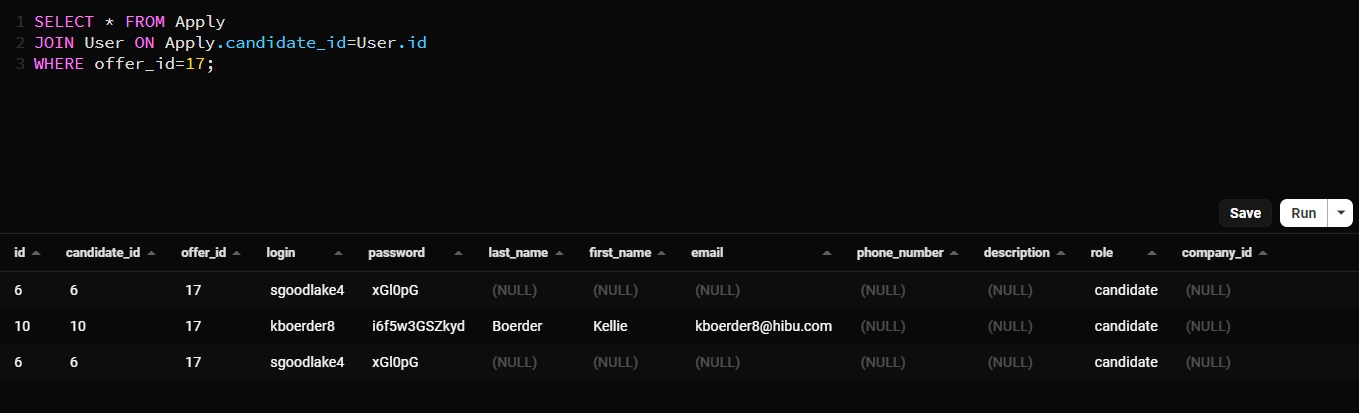 1 SELECT * FROM Apply
2 JOIN User ON Apply.candidate_id=User.id
3 WHERE offer_id=17;
Save Run
id candidate_id offer_id login password last_name first_name email phone_number description role company_id
6 6 17 sgoodlake4 xGl0pG (NULL) (NULL) (NULL) (NULL) (NULL) candidate (NULL)
10 10 17 kboerder8 i6f5w3GSZkyd Boerder Kellie kboerder8@hibu.com (NULL) (NULL) candidate (NULL)
6 6 17 sgoodlake4 xGl0pG (NULL) (NULL) (NULL) (NULL) (NULL) candidate (NULL)